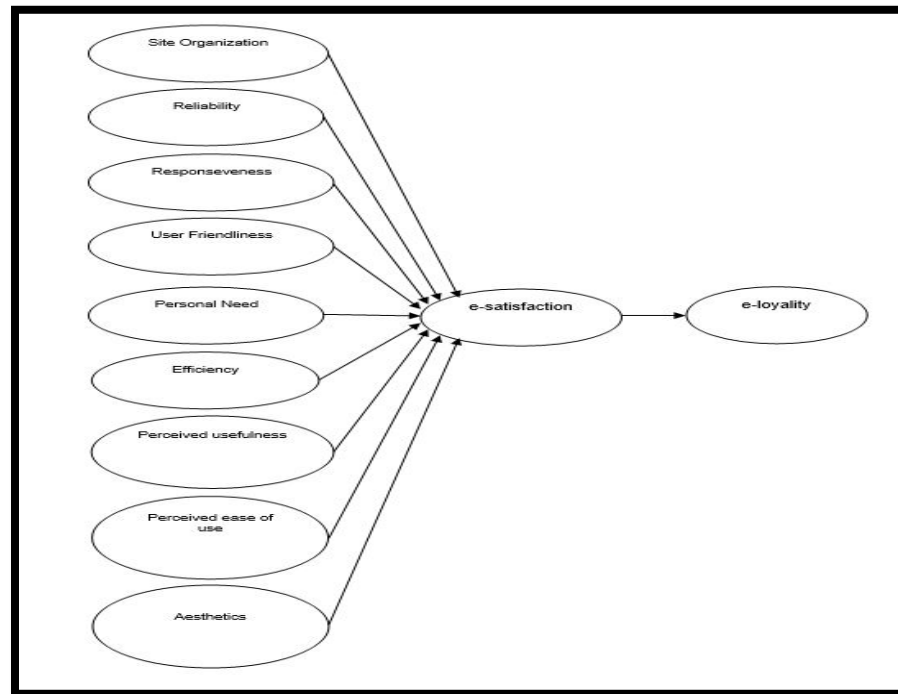 Site Organization
Reliability
Responseveness
User Friendliness
Personal Need
Efficiency
Perceived usefulness
Perceived ease of
use
Aesthetics
e-satisfaction
e-loyality